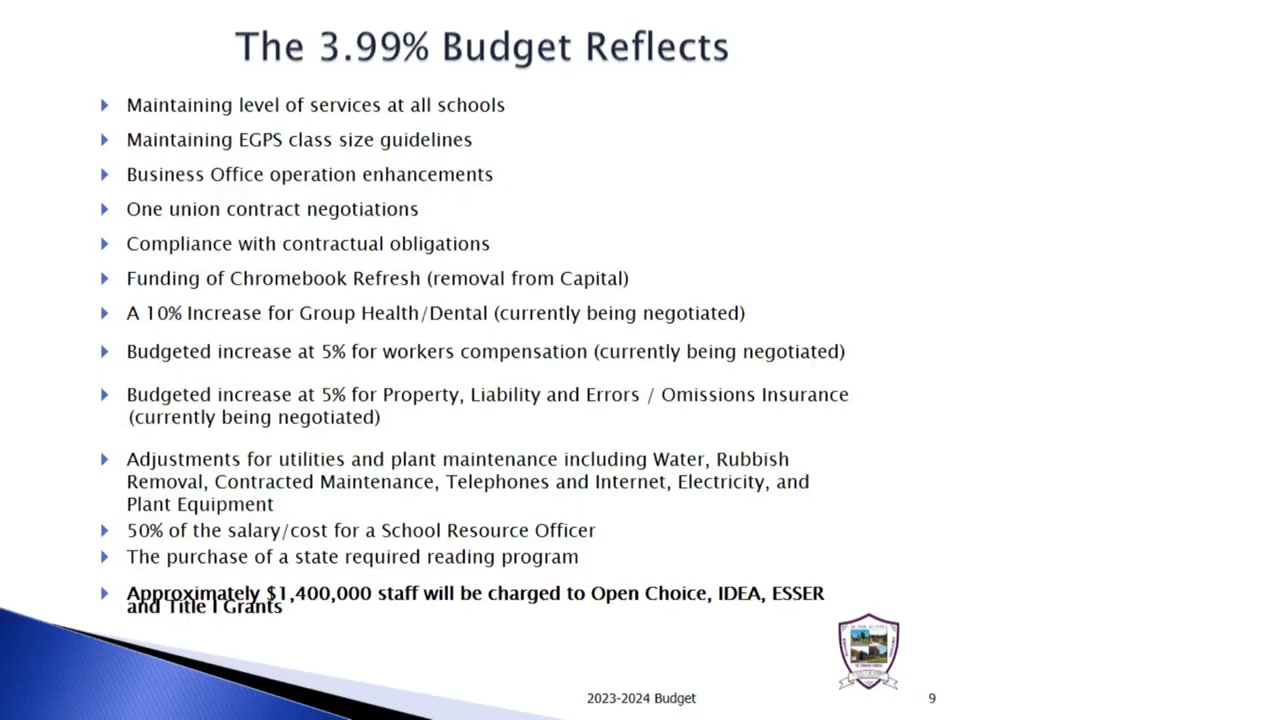 The 3.99% Budget Reflects
Maintaining level of services at all schools
Maintaining EGPS class size guidelines
Business Office operation enhancements
One union contract negotiations
Compliance with contractual obligations
Funding of Chromebook Refresh (removal from Capital)
A 10% Increase for Group Health/Dental (currently being negotiated)
Budgeted increase at 5% for workers compensation (currently being negotiated)
Budgeted increase at 5% for Property, Liability and Errors / Omissions Insurance
(currently being negotiated)
Adjustments for utilities and plant maintenance including Water, Rubbish
Removal, Contracted Maintenance, Telephones and Internet, Electricity, and
Plant Equipment
50% of the salary/cost for a School Resource Officer
The purchase of a state required reading program
Approximately $1,400,000 staff will be charged to Open Choice, IDEA, ESSER
and Title I Grants
2023-2024 Budget
9